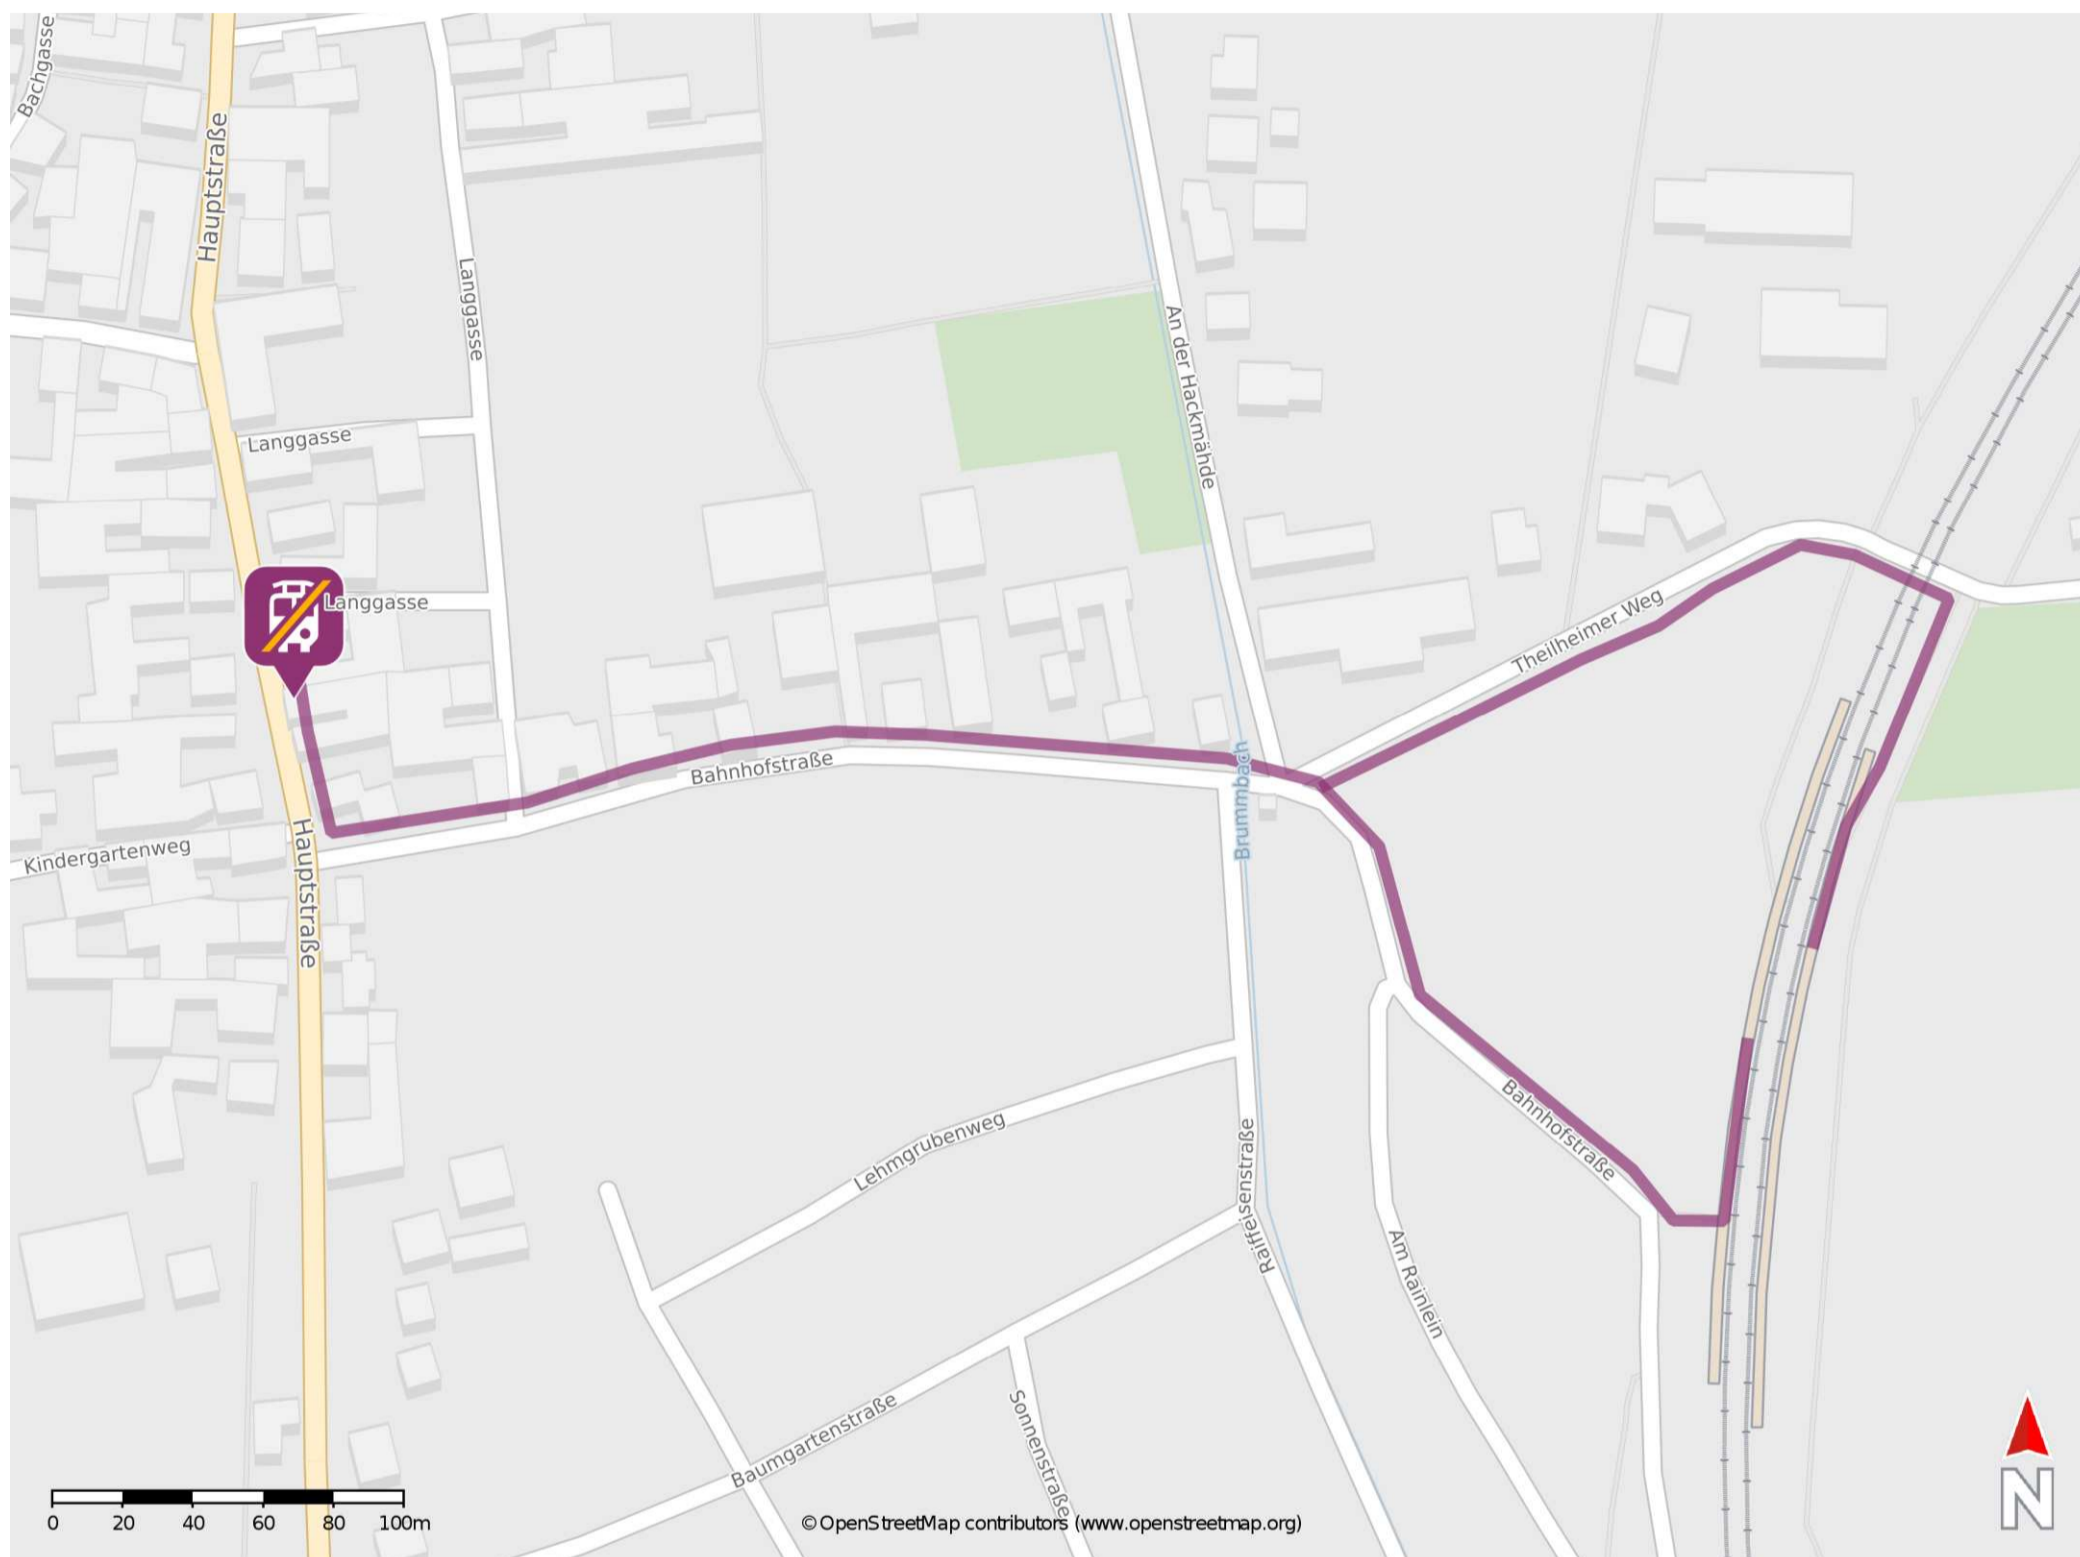 Bachgasse
Hauptstraße
Langgasse
An der Hackmähde
Langgasse
Langgasse
Theilheimer Weg
Bahnhofstraße
Brummbach
Kindergartenweg
Hauptstraße
Bahnhofstraße
Lehmgrubenweg
Raiffeisenstraße
Am Rainlein
Baumgartenstraße
Sonnenstraße
0 20 40 60 80 100m
© OpenStreetMap contributors (www.openstreetmap.org)
N